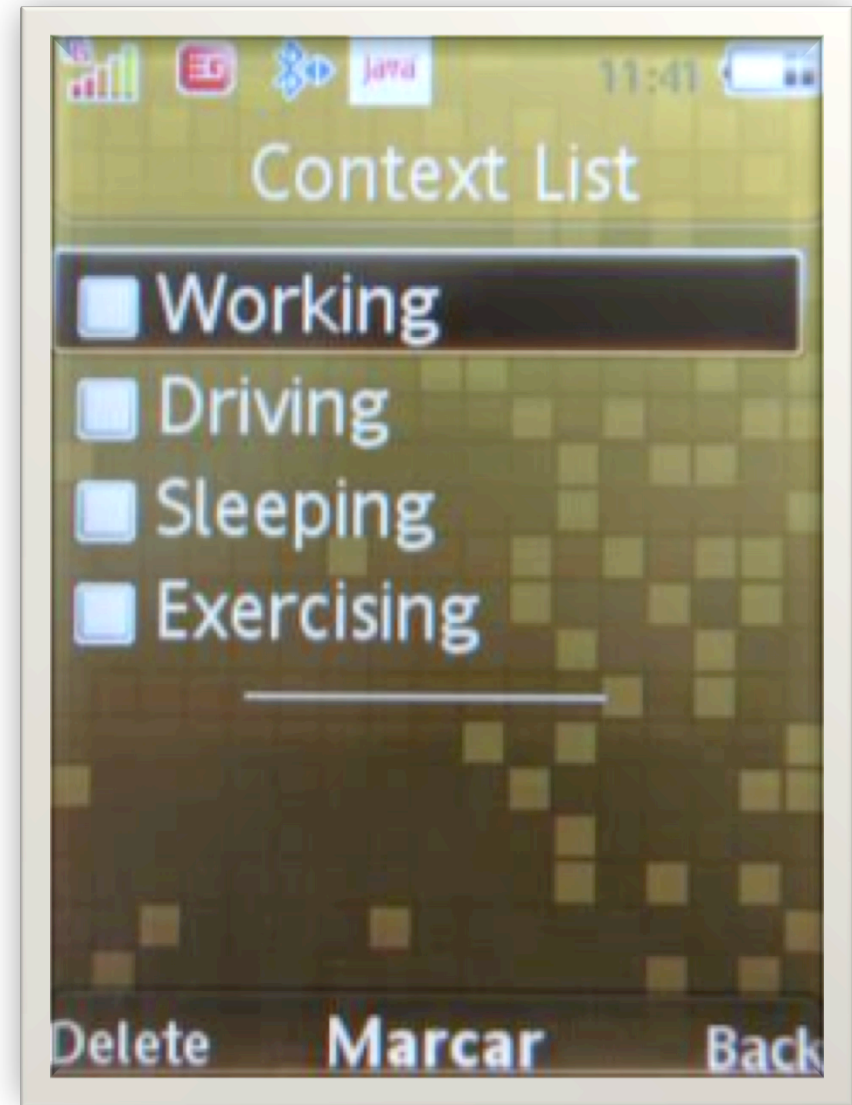 Java 11:41
Context List
Working
Driving
Sleeping
Exercising
Delete Marcar Back